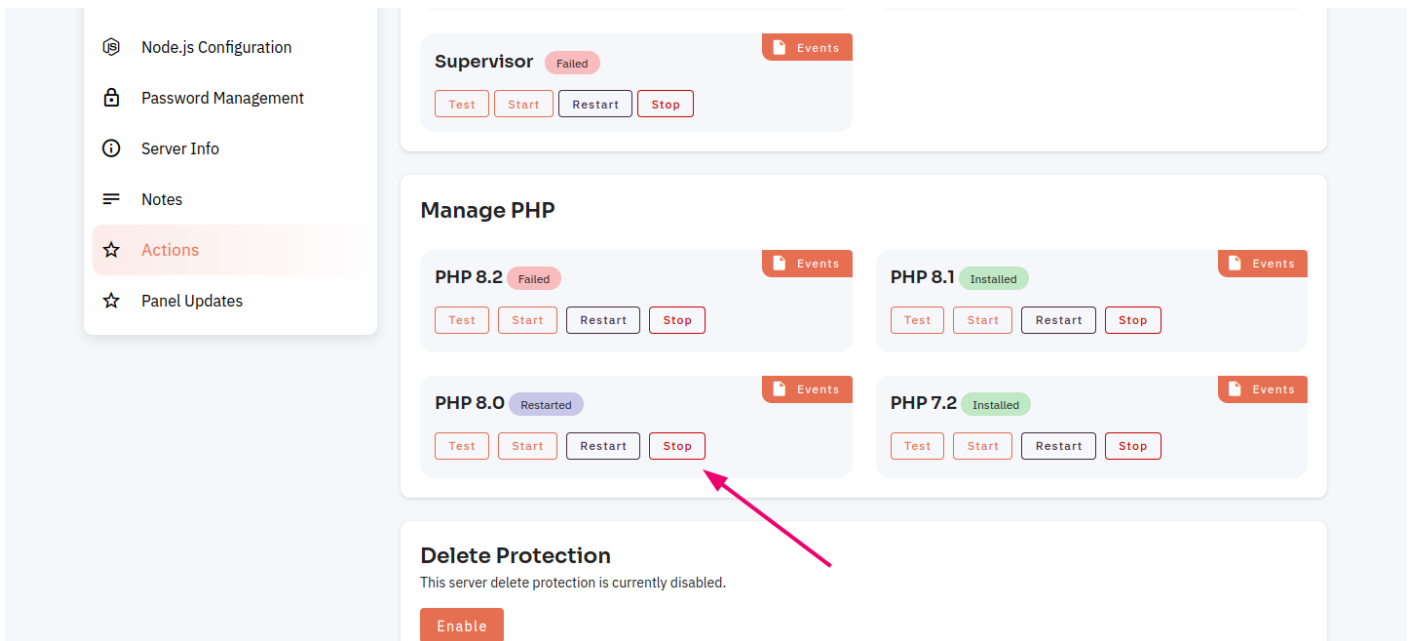 Node.js Configuration
Password Management
Server Info
Notes
Actions
Panel Updates
Supervisor Failed Events
Test Start Restart Stop
Manage PHP
PHP 8.2 Failed Events
Test Start Restart Stop
PHP 8.1 Installed Events
Test Start Restart Stop
PHP 8.0 Restarted Events
Test Start Restart Stop
PHP 7.2 Installed Events
Test Start Restart Stop
Delete Protection
This server delete protection is currently disabled.
Enable